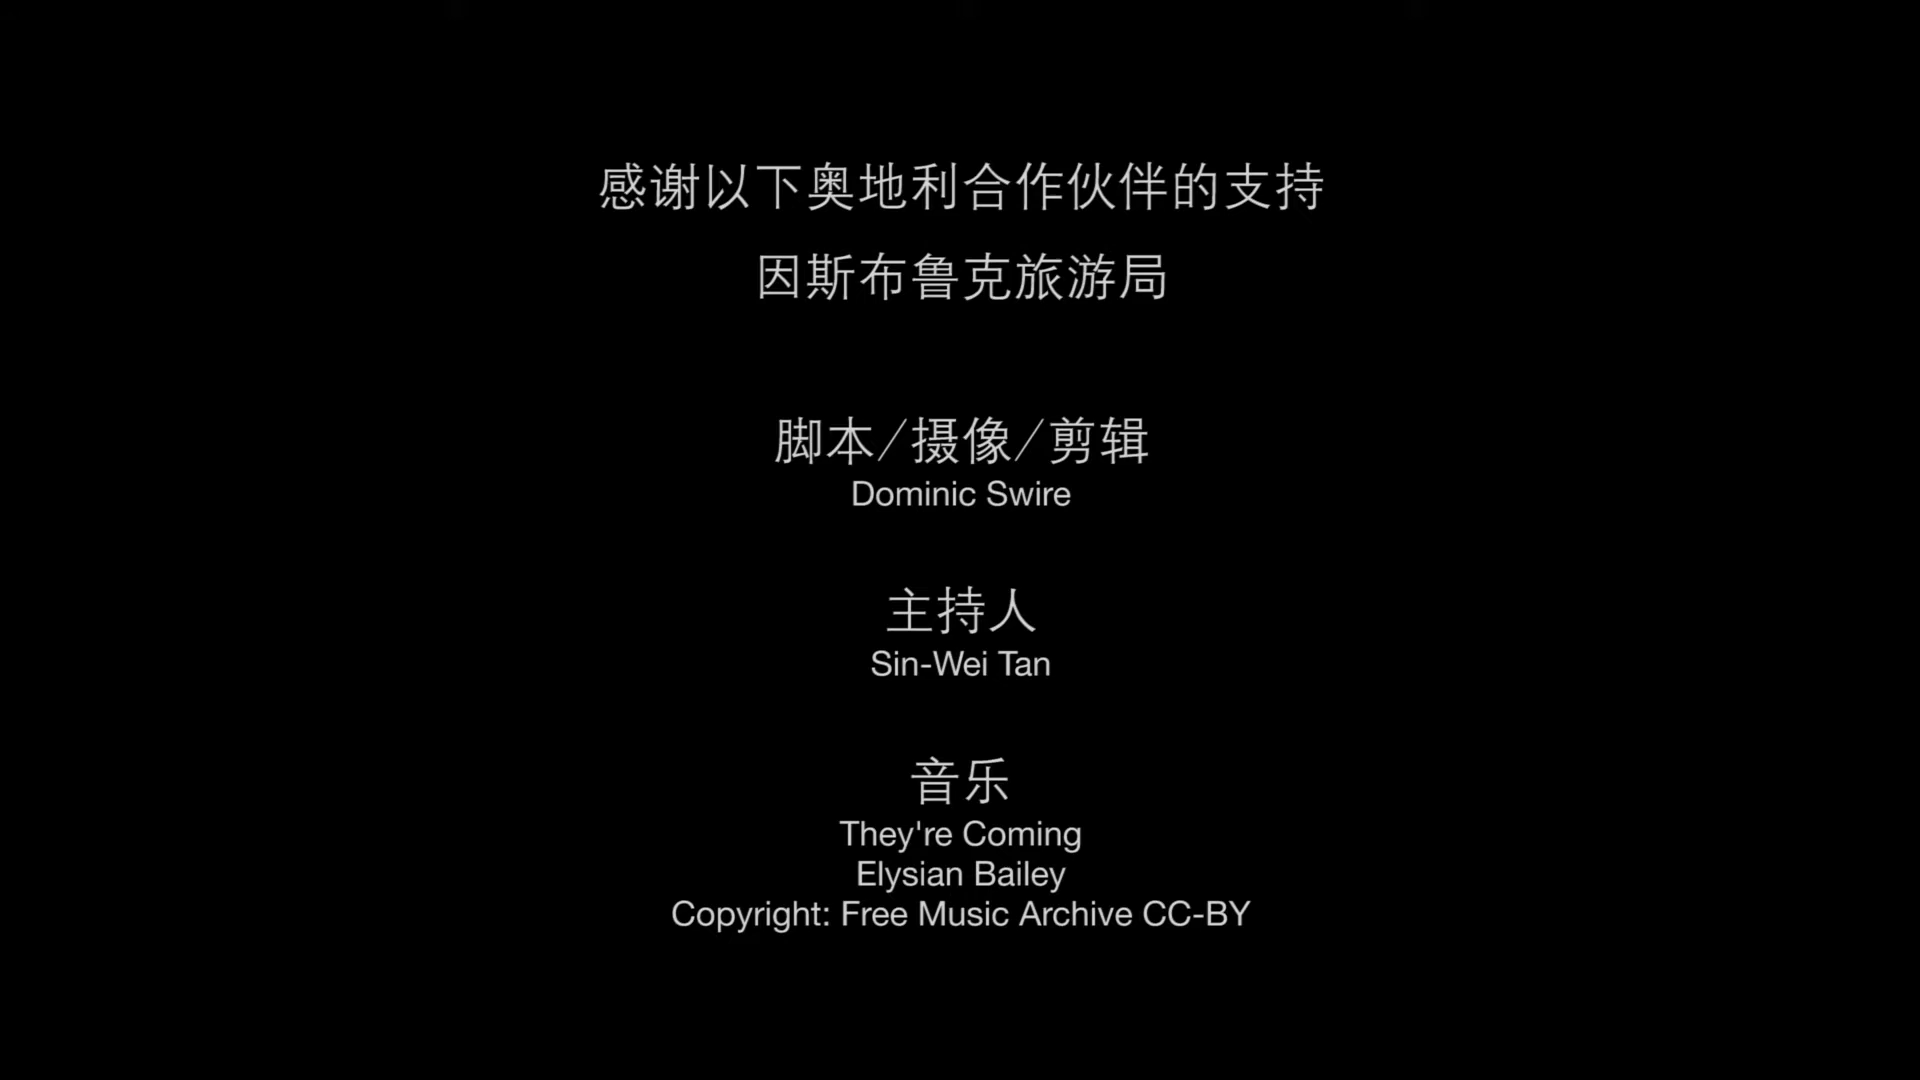 感谢以下奥地利合作伙伴的支持
因斯布鲁克旅游局
脚本/摄像/剪辑
Dominic Swire
主持人
Sin-Wei Tan
音乐
They're Coming
Elysian Bailey
Copyright: Free Music Archive CC-BY